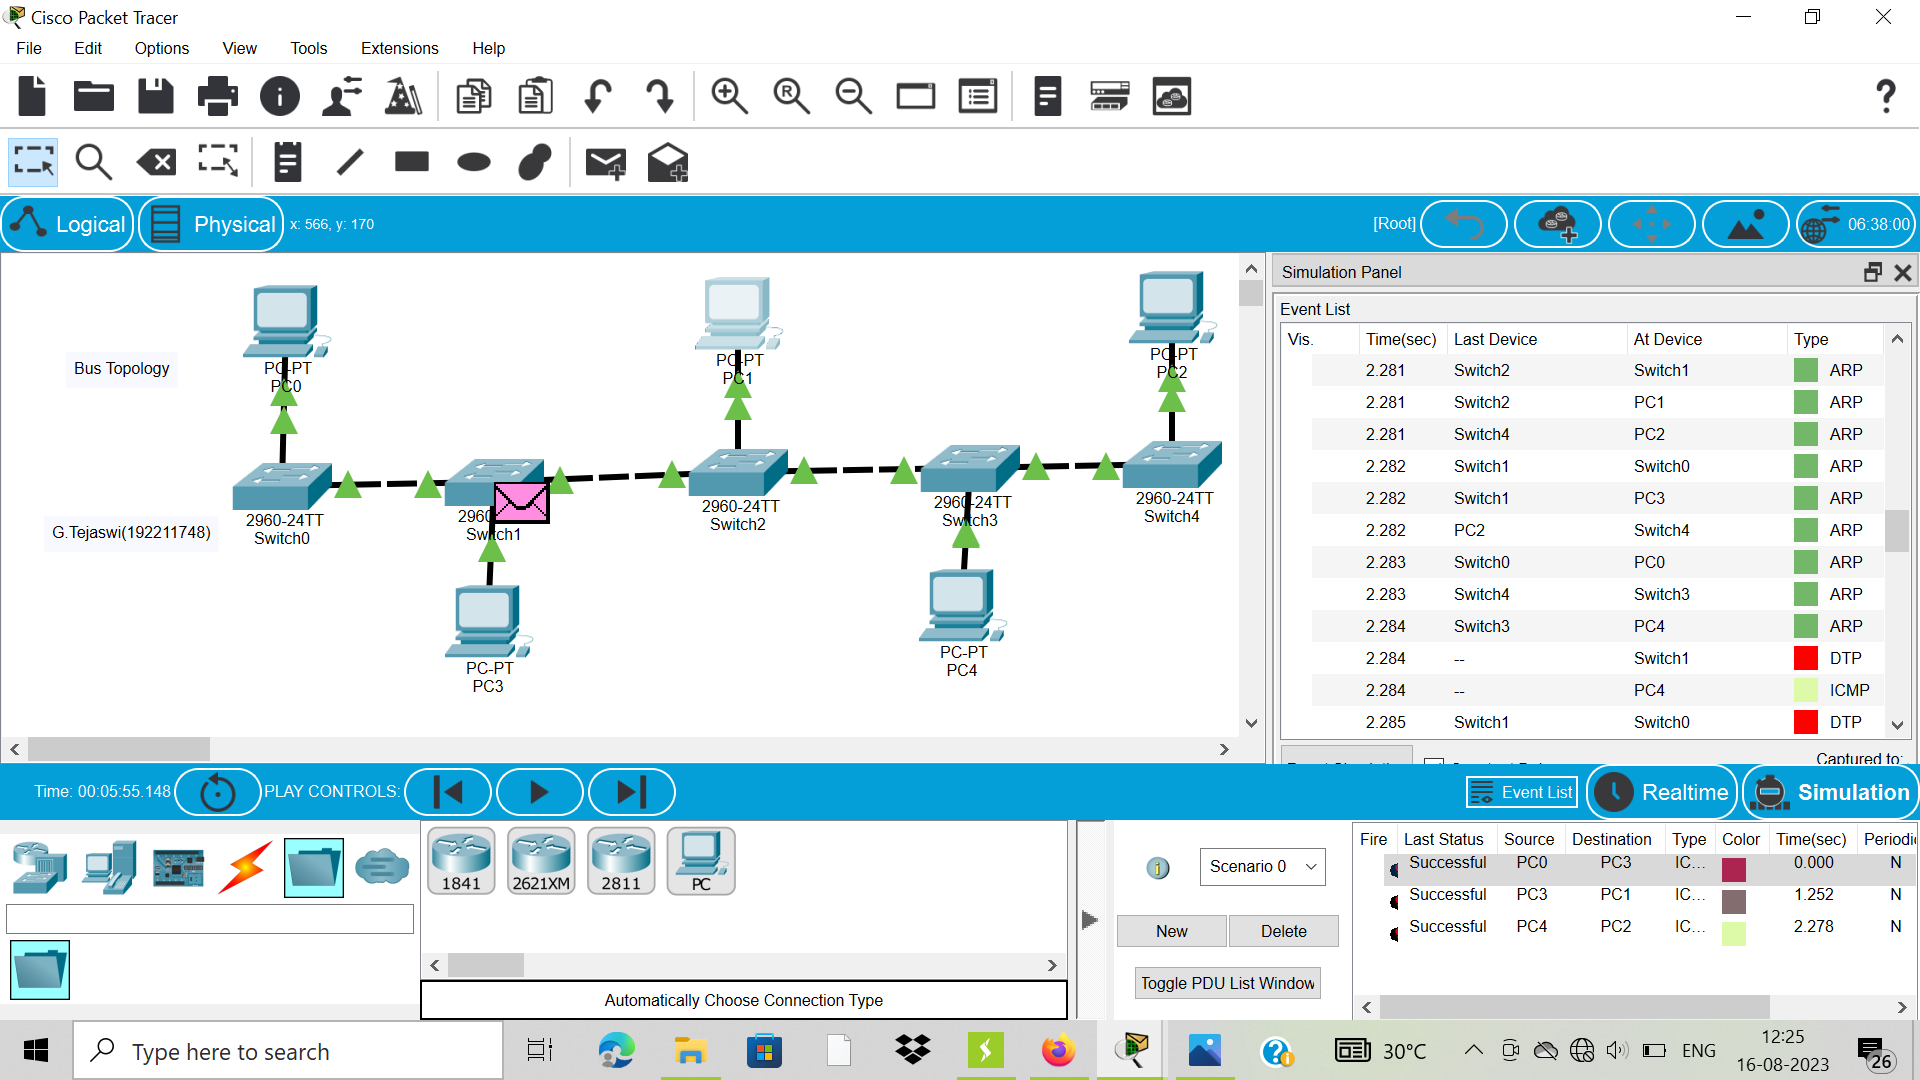 Cisco Packet Tracer
File Edit Options View Tools Extensions Help
Logical Physical x: 566, y: 170 [Root] 06:38:00
Simulation Panel
Event List
Vis. Time(sec) Last Device At Device Type
2.281 Switch2 Switch1 ARP
2.281 Switch2 PC1 ARP
2.281 Switch4 PC2 ARP
2.282 Switch1 Switch0 ARP
2.282 Switch1 PC3 ARP
2.282 PC2 Switch4 ARP
2.283 Switch0 PC0 ARP
2.283 Switch4 Switch3 ARP
2.284 Switch3 PC4 ARP
2.284 -- Switch1 DTP
2.284 -- PC4 ICMP
2.285 Switch1 Switch0 DTP
Captured to:
Bus Topology
G.Tejaswi(192211748)
PC-PT
PC0
PC-PT
PC1
PC-PT
PC2
2960-24TT
Switch0
2960
Switch1
2960-24TT
Switch2
2960-24TT
Switch3
2960-24TT
Switch4
PC-PT
PC3
PC-PT
PC4
Time: 00:05:55.148 PLAY CONTROLS: Event List Realtime Simulation
1841 2621XM 2811 PC
Automatically Choose Connection Type
Scenario 0
New Delete
Toggle PDU List Window
Fire Last Status Source Destination Type Color Time(sec) Periodi
Successful PC0 PC3 IC... 0.000 N
Successful PC3 PC1 IC... 1.252 N
Successful PC4 PC2 IC... 2.278 N
Type here to search
30°C ENG
12:25
16-08-2023
26